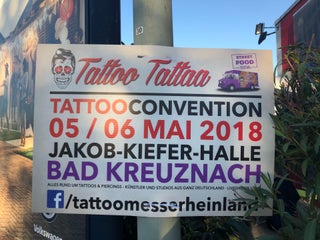 Tattoo Tattaa
STREET
FOOD
TATTOOCONVENTION
05 / 06 MAI 2018
JAKOB-KIEFER-HALLE
BAD KREUZNACH
ALLES RUND UM TATTOOS & PIERCINGS - KÜNSTLER UND STUDIOS AUS GANZ DEUTSCHLAND -
f/tattoomesserheinland
Volkswagen